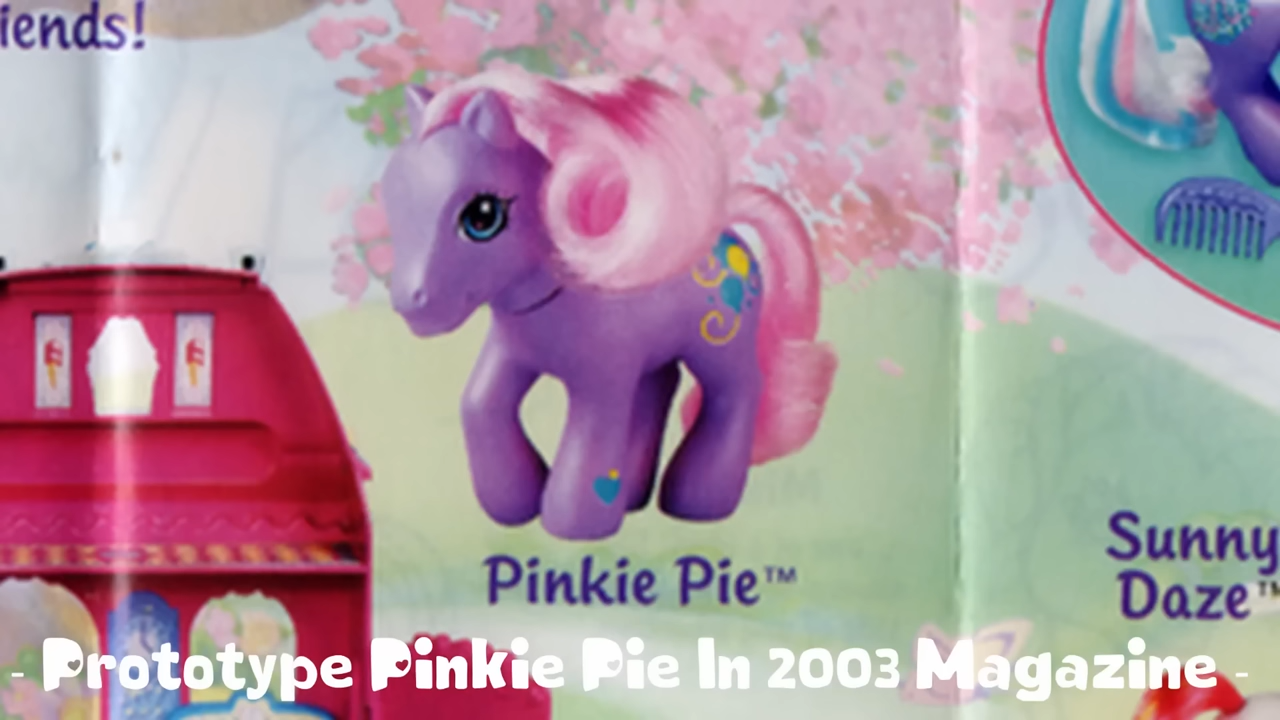 iends!
Pinkie Pie™
Sunny
Daze™
- Prototype Pinkie Pie In 2003 Magazine -